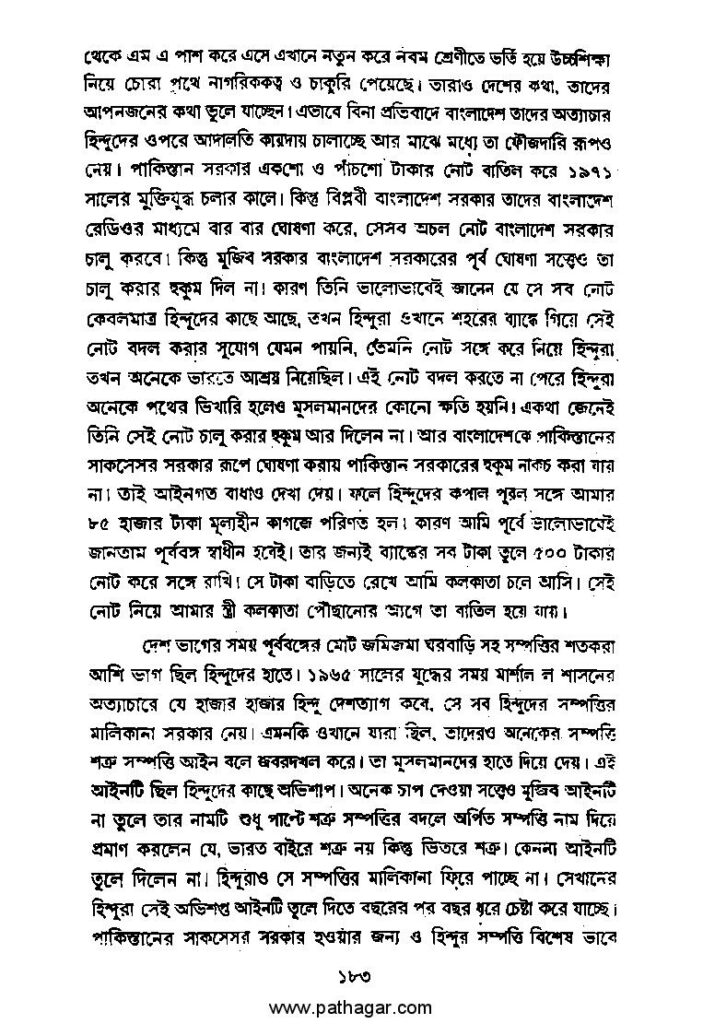 থেকে এম এ পাশ করে এসে এখানে নতুন করে নবম শ্রেণীতে ভর্তি হয়ে উচ্চশিক্ষা
নিয়ে চোরা পথে নাগরিককত্ব ও চাকুরি পেয়েছে। তারাও দেশের কথা, তাদের
আপনজনের কথা ভুলে যাচ্ছেন। এভাবে বিনা প্রতিবাদে বাংলাদেশ তাদের অত্যাচার
হিন্দুদের ওপরে আদালতি কায়দায় চালাচ্ছে আর মাঝে মধ্যে তা ফৌজদারি রূপও
নেয়। পাকিস্তান সরকার একশো ও পাঁচশো টাকার নোট বাতিল করে ১৯৭১
সালের মুক্তিযুদ্ধ চলার কালে। কিন্তু বিপ্লবী বাংলাদেশ সরকার তাদের বাংলাদেশ
রেডিওর মাধ্যমে বার বার ঘোষণা করে, সেসব অচল নোট বাংলাদেশ সরকার
চালু করবে। কিন্তু মুজিব সরকার বাংলাদেশ সরকারের পূর্ব ঘোষণা সত্ত্বেও তা
চালু করার হুকুম দিল না। কারণ তিনি ভালোভাবেই জানেন যে সে সব নোট
কেবলমাত্র হিন্দুদের কাছে আছে, তখন হিন্দুরা ওখানে শহরের ব্যাঙ্কে গিয়ে সেই
নোট বদল করার সুযোগ যেমন পায়নি, তেমনি নোট সঙ্গে করে নিয়ে হিন্দুরা
তখন অনেকে ভারতে আশ্রয় নিয়েছিল। এই নোট বদল করতে না পেরে হিন্দুরা
অনেকে পথের ভিখারি হলেও মুসলমানদের কোনো ক্ষতি হয়নি। একথা জেনেই
তিনি সেই নোট চালু করার হুকুম আর দিলেন না। আর বাংলাদেশকে পাকিস্তানের
সাকসেসর সরকার রূপে ঘোষণা করায় পাকিস্তান সরকারের হুকুম নাকচ করা যায়
না। তাই আইনগত বাধাও দেখা দেয়। ফলে হিন্দুদের কপাল পুরল সঙ্গে আমার
৮৫ হাজার টাকা মূল্যহীন কাগজে পরিণত হল। কারণ আমি পূর্বে ভালোভাবেই
জানতাম পূর্ববঙ্গ স্বাধীন হবেই। তার জন্যই ব্যাঙ্কের সব টাকা তুলে ৫০০ টাকার
নোট করে সঙ্গে রাখি। সে টাকা বাড়িতে রেখে আমি কলকাতা চলে আসি। সেই
নোট নিয়ে আমার স্ত্রী কলকাতা পৌছানোর আগে তা বাতিল হয়ে যায়।
দেশ ভাগের সময় পূর্ববঙ্গের মোট জমিজমা ঘরবাড়ি সহ সম্পত্তির শতকরা
আশি ভাগ ছিল হিন্দুদের হাতে। ১৯৬৫ সালের যুদ্ধের সময় মার্শাল ল শাসনের
অত্যাচারে যে হাজার হাজার হিন্দু দেশত্যাগ কবে, সে সব হিন্দুদের সম্পত্তির
মালিকানা সরকার নেয়। এমনকি ওখানে যারা ছিল, তাদেরও অনেকের সম্পত্তি
শত্রু সম্পত্তি আইন বলে জবরদখল করে। তা মুসলমানদের হাতে দিয়ে দেয়। এই
আইনটি ছিল হিন্দুদের কাছে অভিশাপ। অনেক চাপ দেওয়া সত্ত্বেও মুজিব আইনটি
না তুলে তার নামটি শুধু পাল্টে শত্রু সম্পত্তির বদলে অর্পিত সম্পত্তি নাম দিয়ে
প্রমাণ করলেন যে, ভারত বাইরে শত্রু নয় কিন্তু ভিতরে শত্রু। কেননা আইনটি
তুলে দিলেন না। হিন্দুরাও সে সম্পত্তির মালিকানা ফিরে পাচ্ছে না। সেখানের
হিন্দুরা সেই অভিশপ্ত আইনটি তুলে দিতে বছরের পর বছর ধরে চেষ্টা করে যাচ্ছে।
পাকিস্তানের সাকসেসর সরকার হওয়ার জন্য ও হিন্দুর সম্পত্তি বিশেষ ভাবে
১৮৩
www.pathagar.com